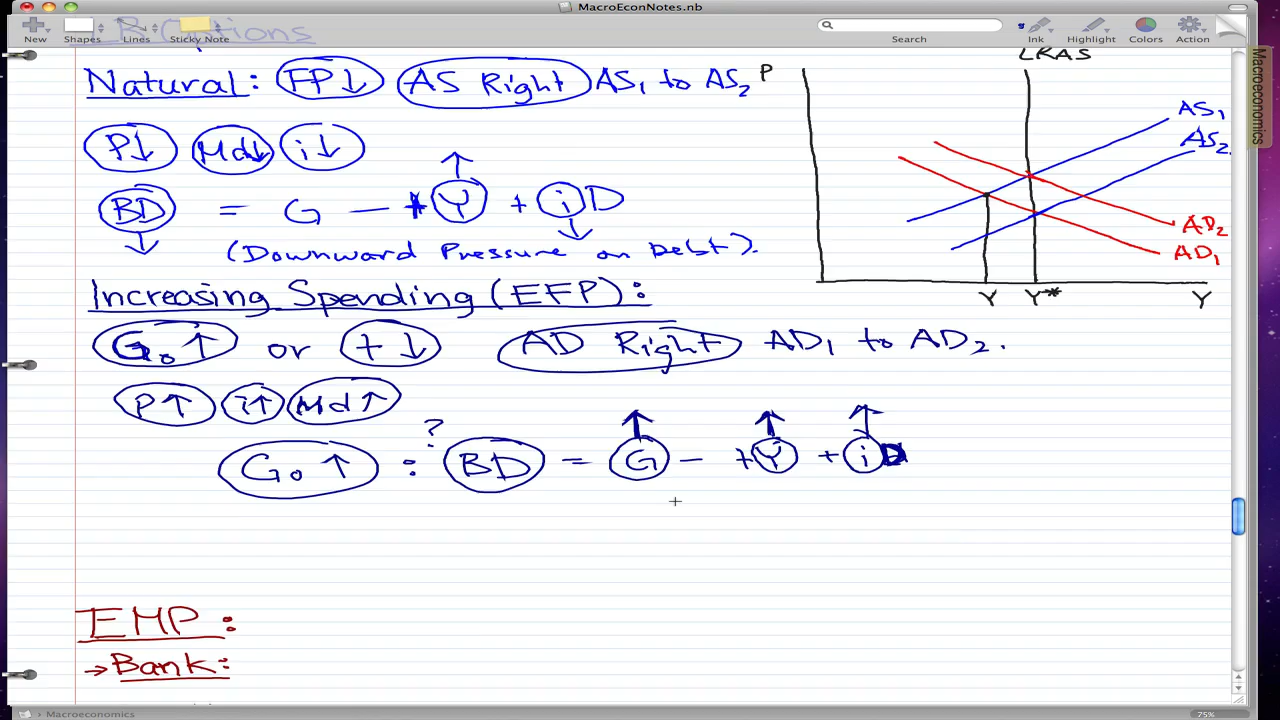 MacroEconNotes.nb
New Shapes Lines Sticky Note Search Ink Highlight Colors Action
Macroeconomics
LRAS
Natural: FP↓ AS Right AS₁ to AS₂
P
AS₁
AS₂
P↓ Md↓ i↓
BD↓ = G - tY↑ + i↓D
AD₂
(Downward Pressure on Debt).
AD₁
Increasing Spending (EFP):
Y Y* Y
G₀↑ or t↓ AD Right AD₁ to AD₂.
P↑ i↑ Md↑
?
G₀↑ : BD = G↑ - tY↑ + i↑D
EMP:
→Bank:
Macroeconomics
75%